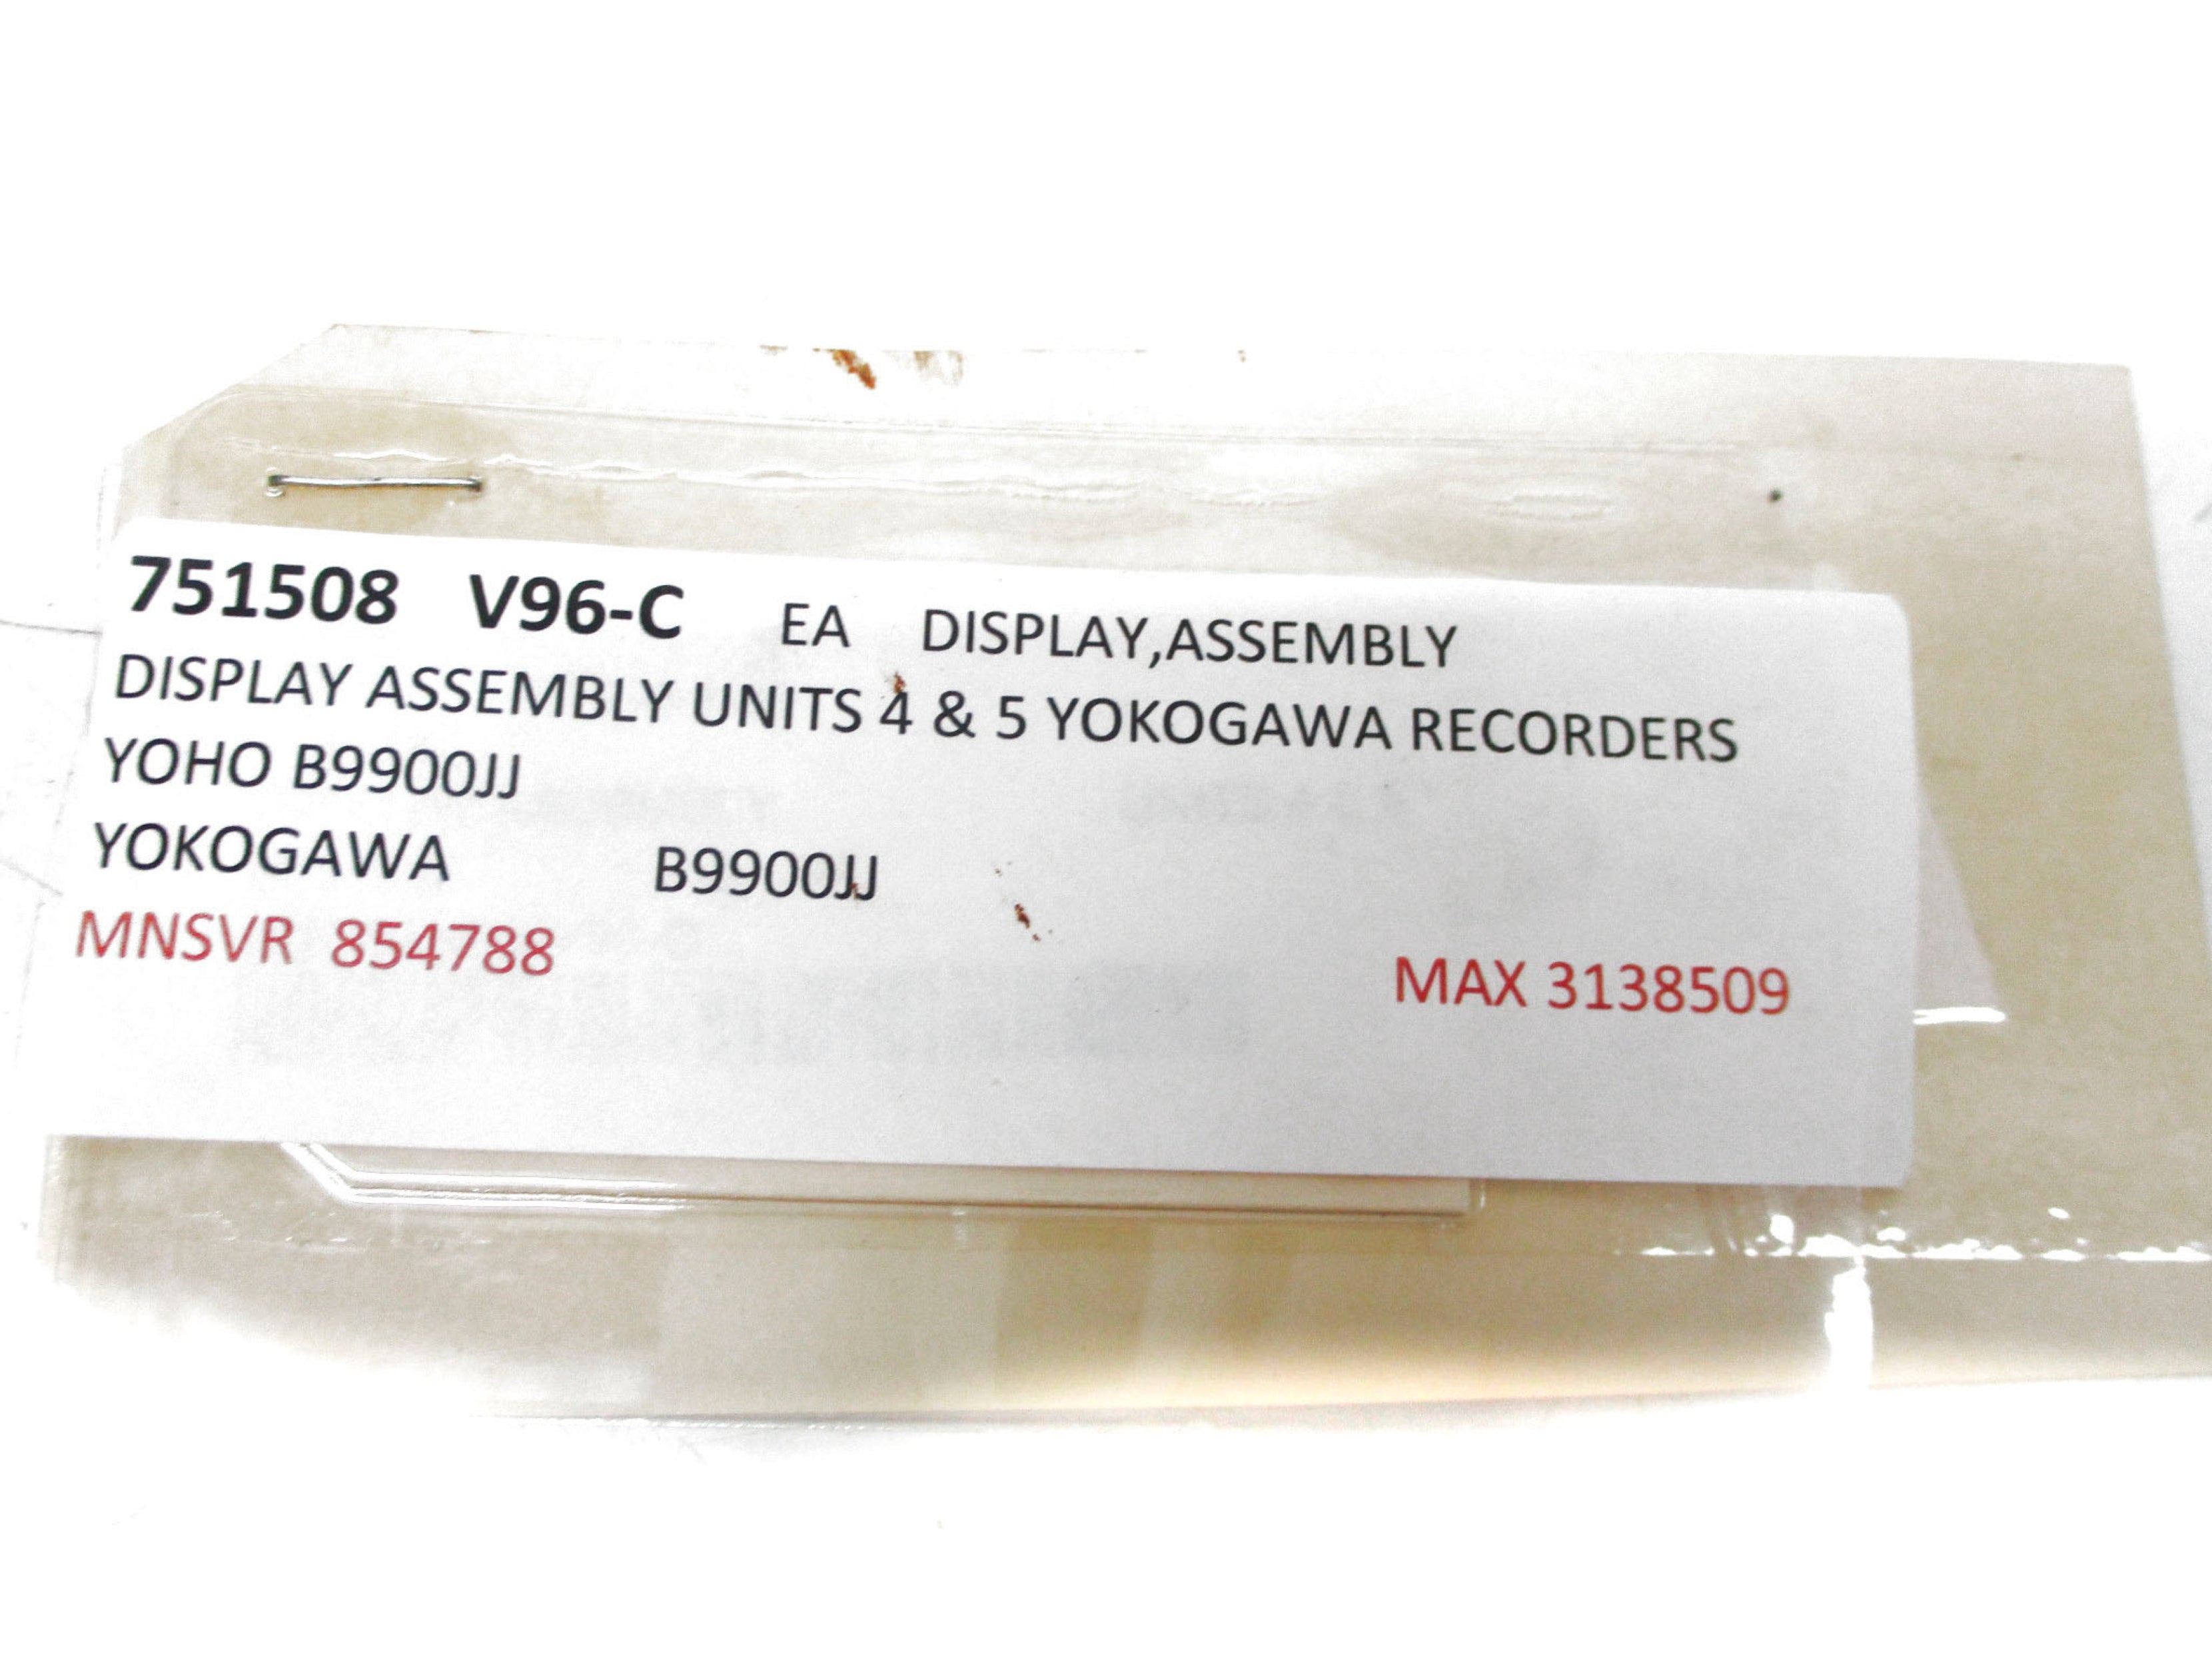 751508 V96-C EA DISPLAY,ASSEMBLY
DISPLAY ASSEMBLY UNITS 4 & 5 YOKOGAWA RECORDERS
YOHO B9900JJ
YOKOGAWA B9900JJ
MNSVR 854788 MAX 3138509